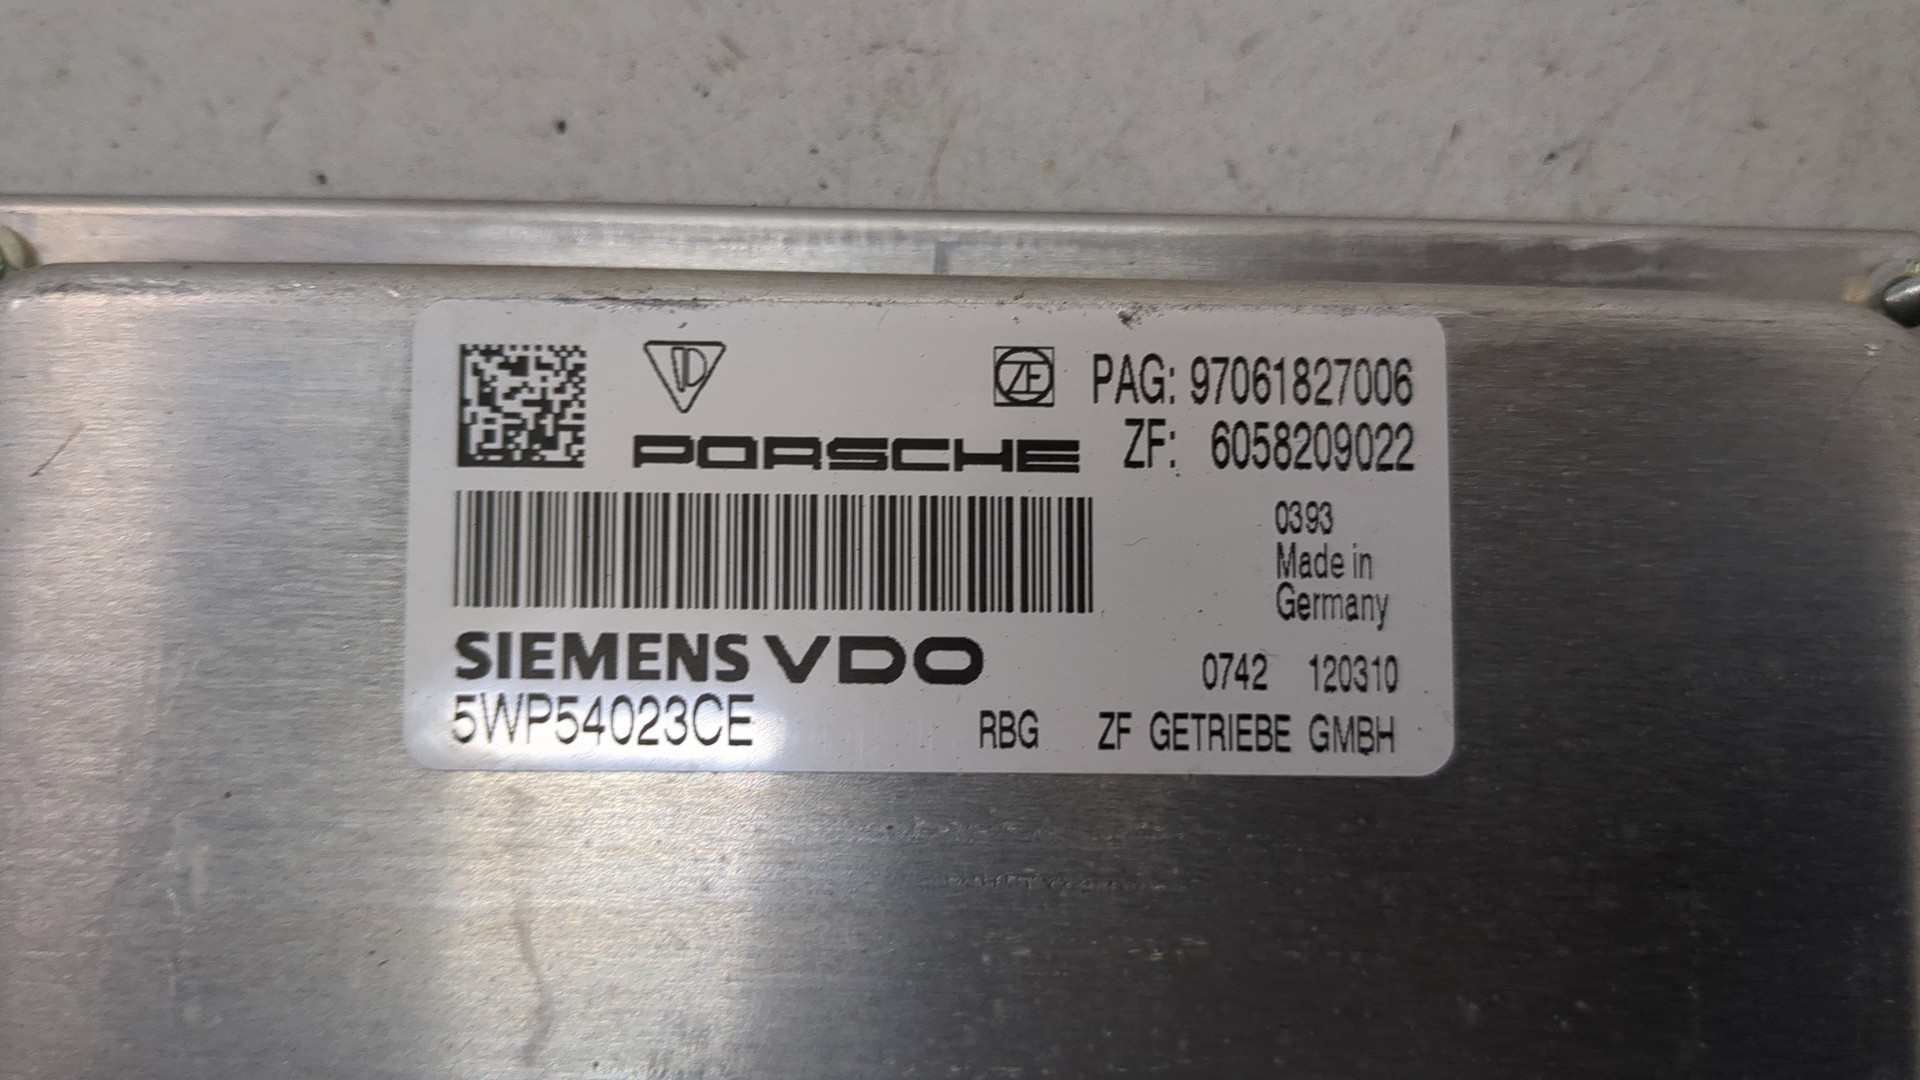 PAG: 97061827006
PORSCHE
ZF: 6058209022
0393
Made in
Germany
SIEMENS VDO
0742 120310
5WP54023CE
RBG ZF GETRIEBE GMBH